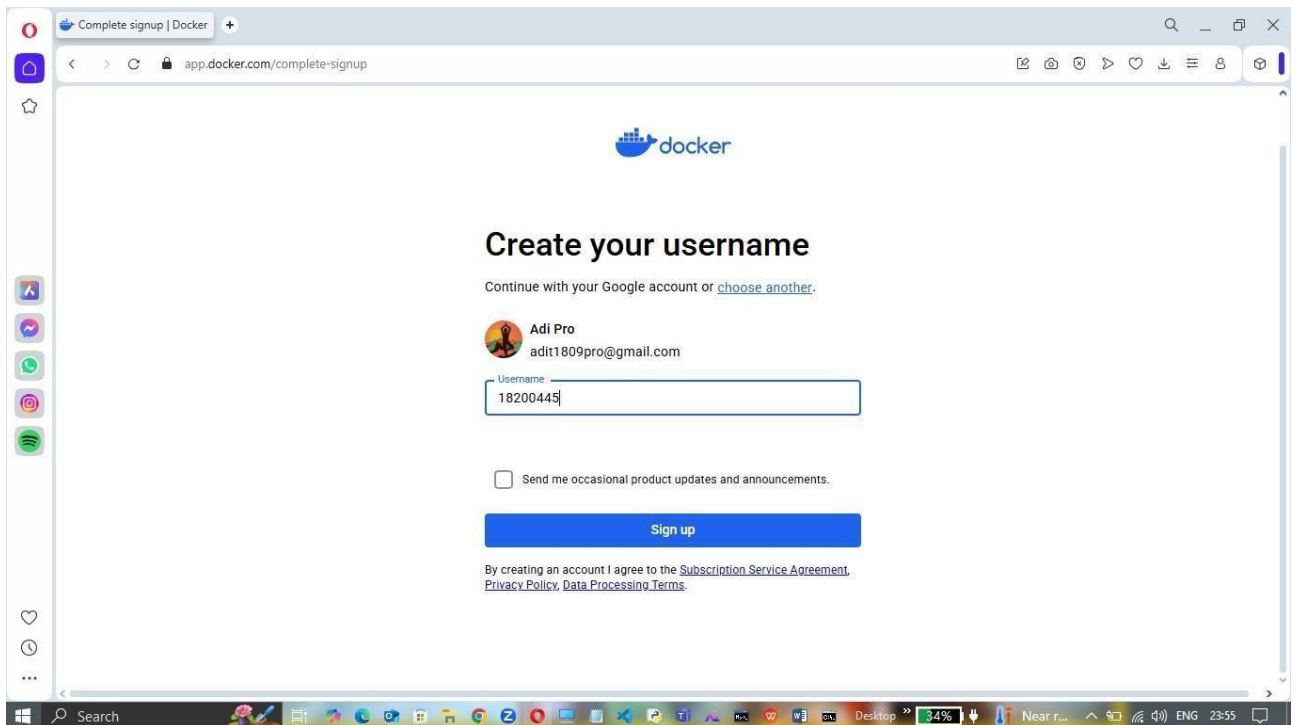 Complete signup | Docker
app.docker.com/complete-signup
docker
Create your username
Continue with your Google account or choose another.
Adi Pro
adit1809pro@gmail.com
Username
18200445
Send me occasional product updates and announcements.
Sign up
By creating an account I agree to the Subscription Service Agreement,
Privacy Policy, Data Processing Terms.
Search
Desktop
34%
Near r...
ENG
23:55